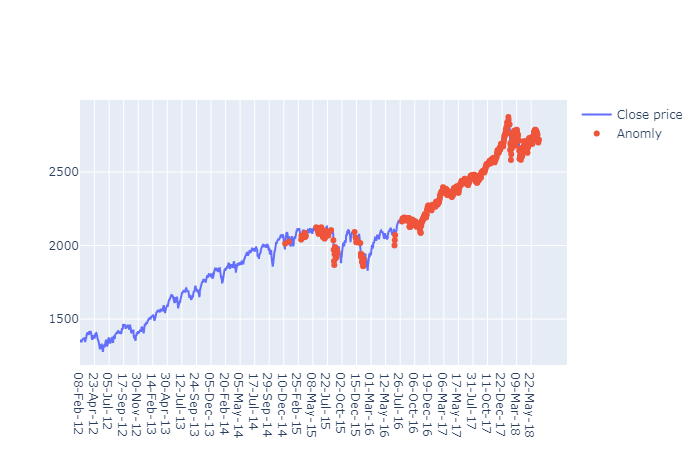 Close price
Anomly
2500
2000
1500
08-Feb-12
23-Apr-12
05-Jul-12
17-Sep-12
30-Nov-12
14-Feb-13
30-Apr-13
12-Jul-13
24-Sep-13
05-Dec-13
20-Feb-14
05-May-14
17-Jul-14
29-Sep-14
10-Dec-14
25-Feb-15
08-May-15
22-Jul-15
02-Oct-15
15-Dec-15
01-Mar-16
12-May-16
26-Jul-16
06-Oct-16
19-Dec-16
06-Mar-17
17-May-17
31-Jul-17
11-Oct-17
22-Dec-17
09-Mar-18
22-May-18